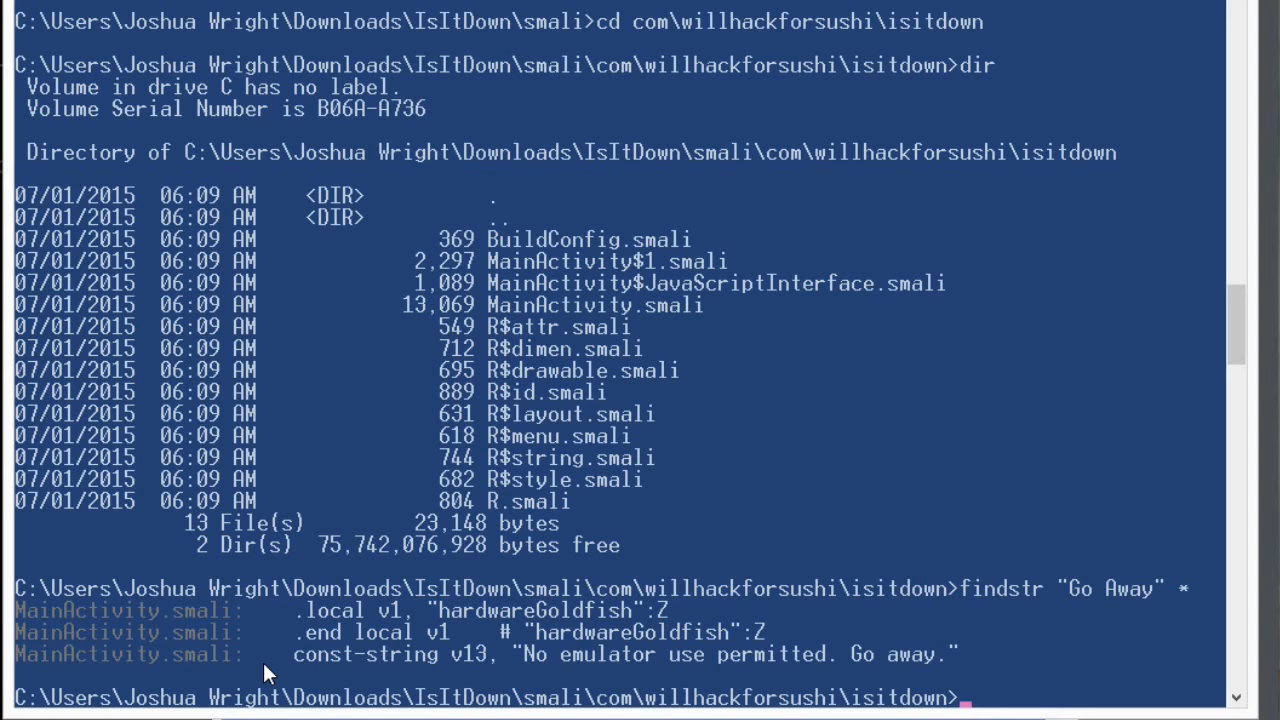 C:\Users\Joshua Wright\Downloads\IsItDown\smali>cd com\willhackforsushi\isitdown
C:\Users\Joshua Wright\Downloads\IsItDown\smali\com\willhackforsushi\isitdown>dir
Volume in drive C has no label.
Volume Serial Number is B06A-A736
Directory of C:\Users\Joshua Wright\Downloads\IsItDown\smali\com\willhackforsushi\isitdown
07/01/2015 06:09 AM <DIR> .
07/01/2015 06:09 AM <DIR> ..
07/01/2015 06:09 AM 369 BuildConfig.smali
07/01/2015 06:09 AM 2,297 MainActivity$1.smali
07/01/2015 06:09 AM 1,089 MainActivity$JavaScriptInterface.smali
07/01/2015 06:09 AM 13,069 MainActivity.smali
07/01/2015 06:09 AM 549 R$attr.smali
07/01/2015 06:09 AM 712 R$dimen.smali
07/01/2015 06:09 AM 695 R$drawable.smali
07/01/2015 06:09 AM 889 R$id.smali
07/01/2015 06:09 AM 631 R$layout.smali
07/01/2015 06:09 AM 618 R$menu.smali
07/01/2015 06:09 AM 744 R$string.smali
07/01/2015 06:09 AM 682 R$style.smali
07/01/2015 06:09 AM 804 R.smali
13 File(s) 23,148 bytes
2 Dir(s) 75,742,076,928 bytes free
C:\Users\Joshua Wright\Downloads\IsItDown\smali\com\willhackforsushi\isitdown>findstr "Go Away" *
MainActivity.smali: .local v1, "hardwareGoldfish":Z
MainActivity.smali: .end local v1 # "hardwareGoldfish":Z
MainActivity.smali: const-string v13, "No emulator use permitted. Go away."
C:\Users\Joshua Wright\Downloads\IsItDown\smali\com\willhackforsushi\isitdown>